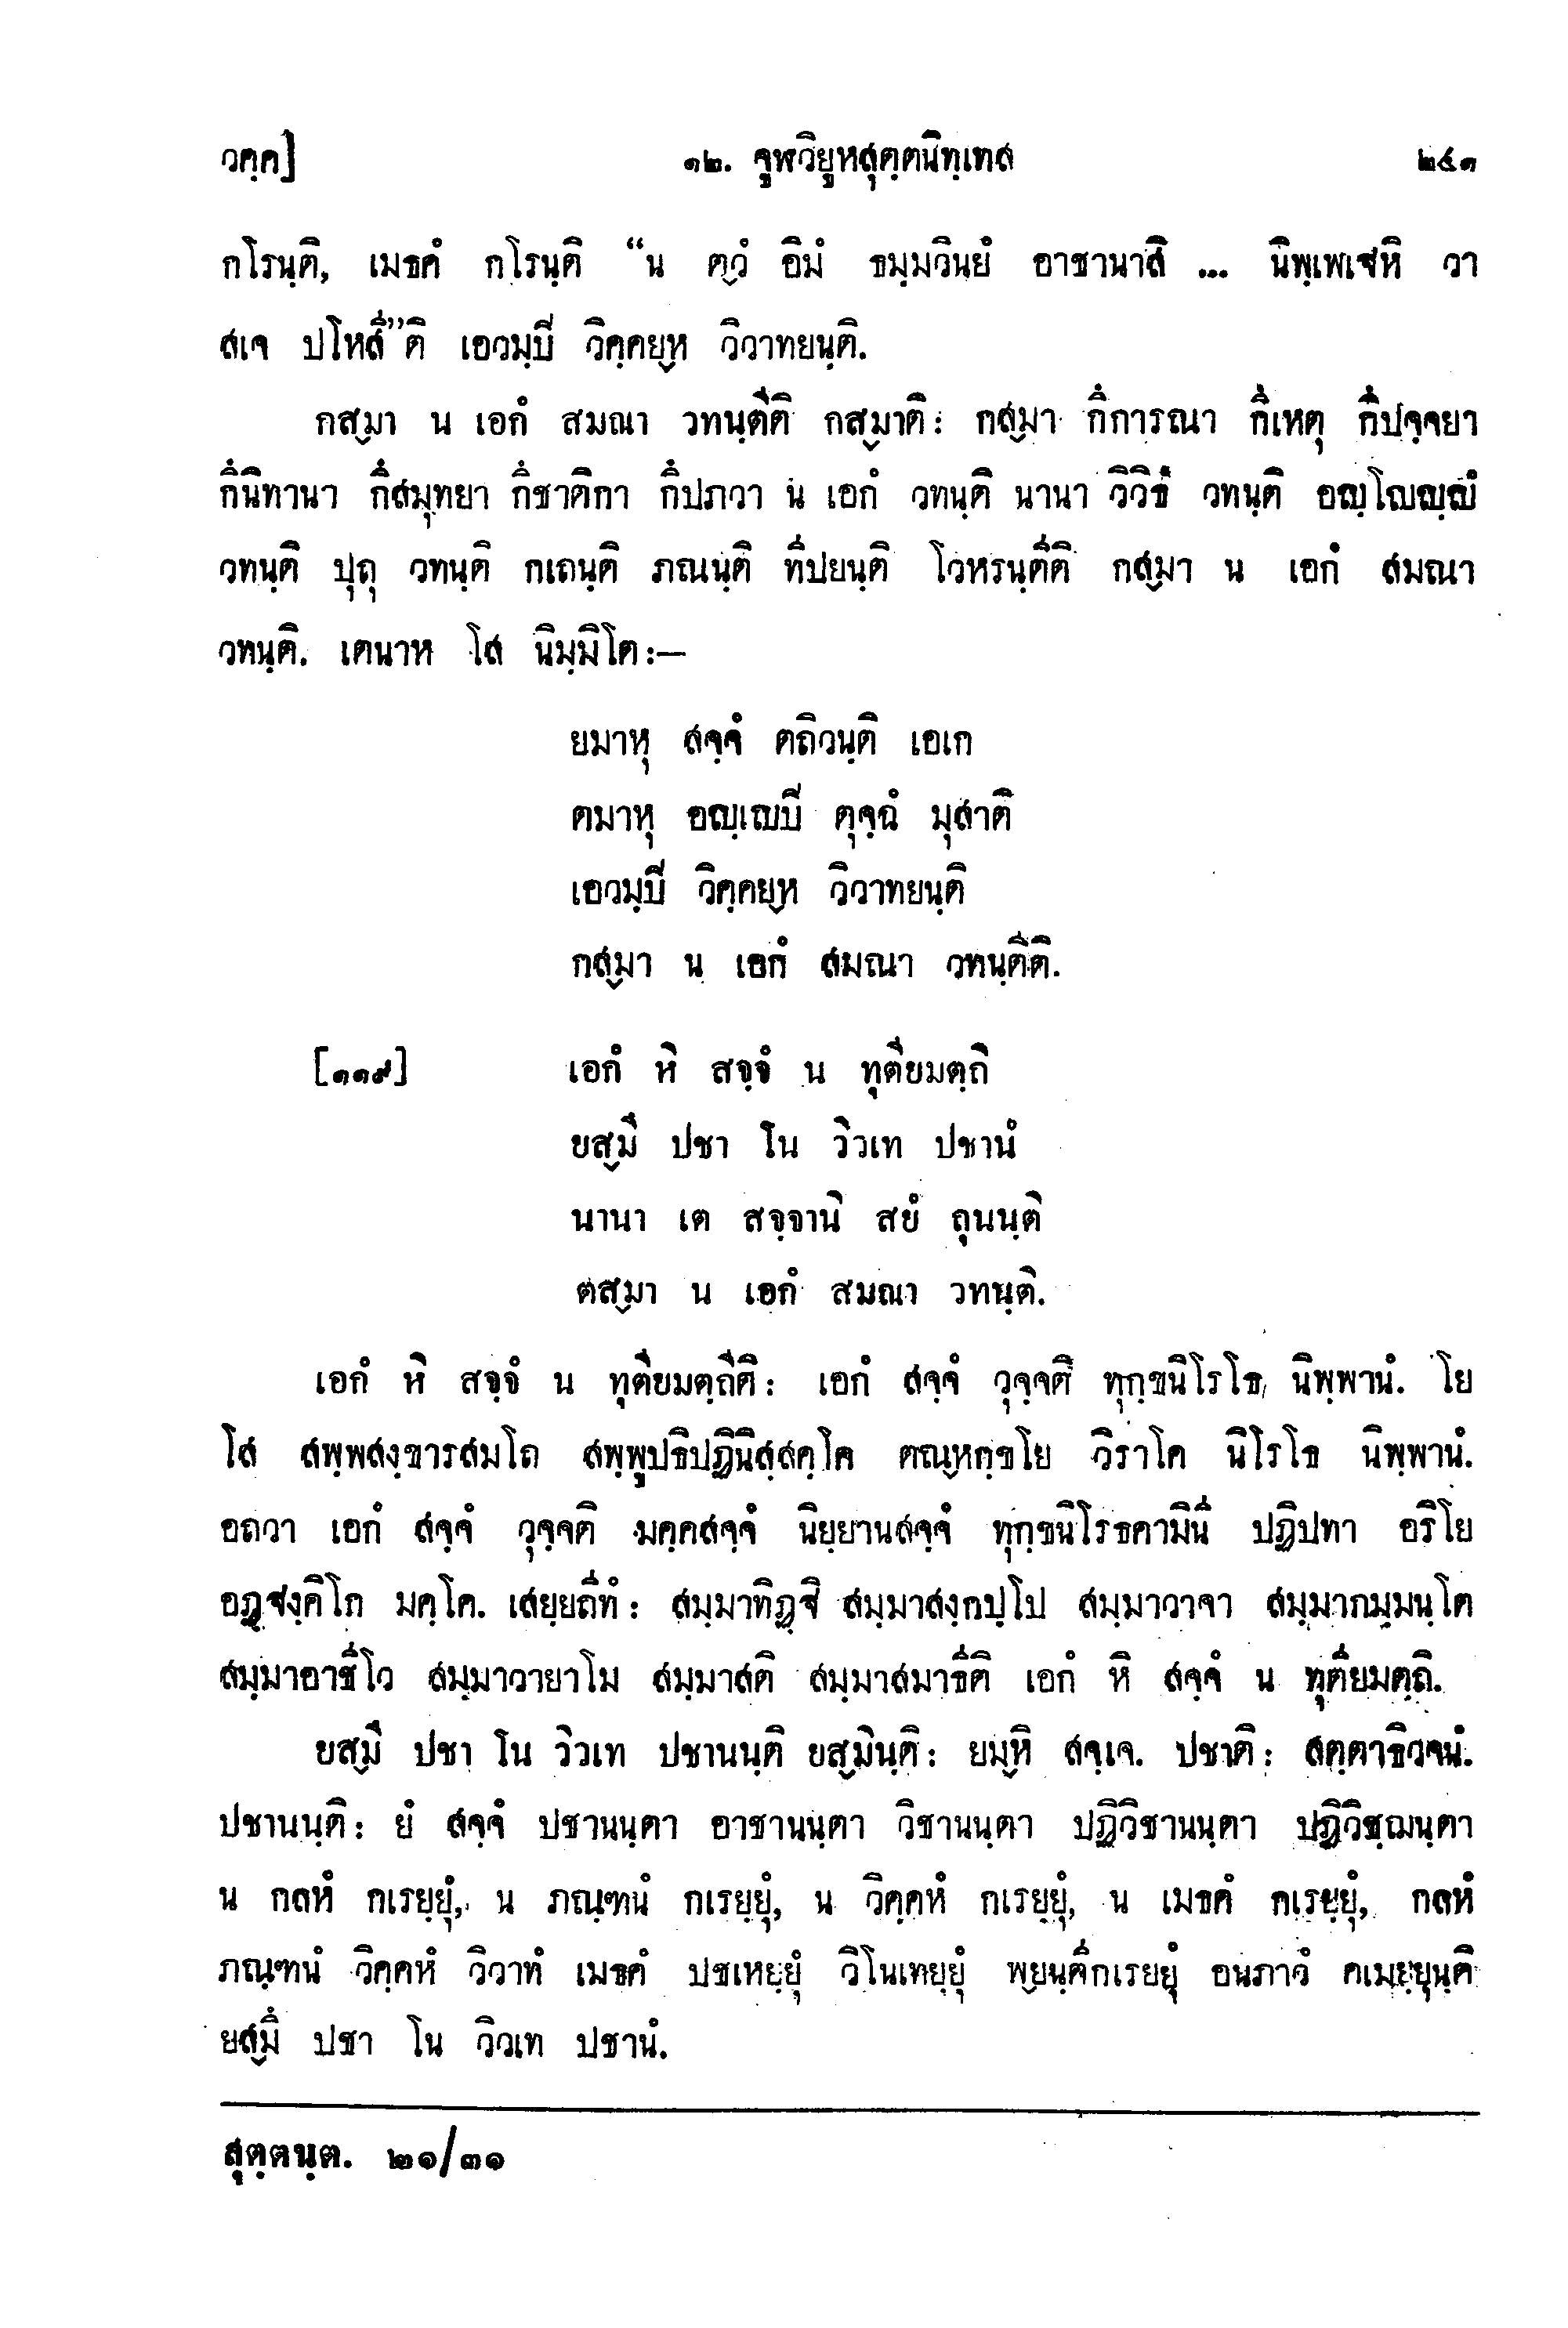 วคฺค]	๑๒. จูฬวิยูหสุตฺตนิทฺเทส	๒๔๑
กโรนฺติ, เมธคํ กโรนฺติ “น ตฺวํ อิมํ ธมฺมวินยํ อาชานาสิ ... นิพฺเพเฐหิ วา
สเจ ปโหสี”ติ เอวมฺปิ วิคฺคยฺห วิวาทยนฺติ.
กสฺมา น เอกํ สมณา วทนฺตีติ กสฺมาติ: กสฺมา กึการณา กึเหตุ กึปจฺจยา
กึนิทานา กึสมุทยา กึชาติกา กึปภวา น เอกํ วทนฺติ นานา วิวิธํ วทนฺติ อญฺโญญฺญํ
วทนฺติ ปุถุ วทนฺติ กเถนฺติ ภณนฺติ ทีปยนฺติ โวหรนฺตีติ กสฺมา น เอกํ สมณา
วทนฺติ. เตนาห โส นิมฺมิโต:—
ยมาหุ สจฺจํ ตถิวนฺติ เอเก
ตมาหุ อญฺเญปิ ตุจฺฉํ มุสาติ
เอวมฺปิ วิคฺคยฺห วิวาทยนฺติ
กสฺมา น เอกํ สมณา วทนฺตีติ.
[๑๑๙]	เอกํ หิ สจฺจํ น ทุตียมตฺถิ
ยสฺมึ ปชา โน วิวเท ปชานํ
นานา เต สจฺจานิ สยํ ถุนนฺติ
ตสฺมา น เอกํ สมณา วทนฺติ.
เอกํ หิ สจฺจํ น ทุตียมตฺถีติ: เอกํ สจฺจํ วุจฺจติ ทุกฺขนิโรโธ, นิพฺพานํ. โย
โส สพฺพสงฺขารสมโถ สพฺพูปธิปฏินิสฺสคฺโค ตณฺหกฺขโย วิราโค นิโรโธ นิพฺพานํ.
อถวา เอกํ สจฺจํ วุจฺจติ มคฺคสจฺจํ นิยฺยานสจฺจํ ทุกฺขนิโรธคามินี ปฏิปทา อริโย
อฏฺฐงฺคิโก มคฺโค. เสยฺยถีทํ: สมฺมาทิฏฺฐิ สมฺมาสงฺกปฺโป สมฺมาวาจา สมฺมากมฺมนฺโต
สมฺมาอาชีโว สมฺมาวายาโม สมฺมาสติ สมฺมาสมาธีติ เอกํ หิ สจฺจํ น ทุตียมตฺถิ.
ยสฺมึ ปชา โน วิวเท ปชานนฺติ ยสฺมินฺติ: ยมฺหิ สจฺเจ. ปชาติ: สตฺตาธิวจนํ.
ปชานนฺติ: ยํ สจฺจํ ปชานนฺตา อาชานนฺตา วิชานนฺตา ปฏิวิชานนฺตา ปฏิวิชฺฌนฺตา
น กลหํ กเรยฺยุํ, น ภณฺฑนํ กเรยฺยุํ, น วิคฺคหํ กเรยฺยุํ, น เมธคํ กเรยฺยุํ, กลหํ
ภณฺฑนํ วิคฺคหํ วิวาทํ เมธคํ ปชเหยฺยุํ วิโนเทยฺยุํ พฺยนฺตีกเรยยุํ อนภาวํ คเมยฺยุนฺติ
ยสฺมึ ปชา โน วิวเท ปชานํ.
สุตฺตนฺต. ๒๑/๓๑